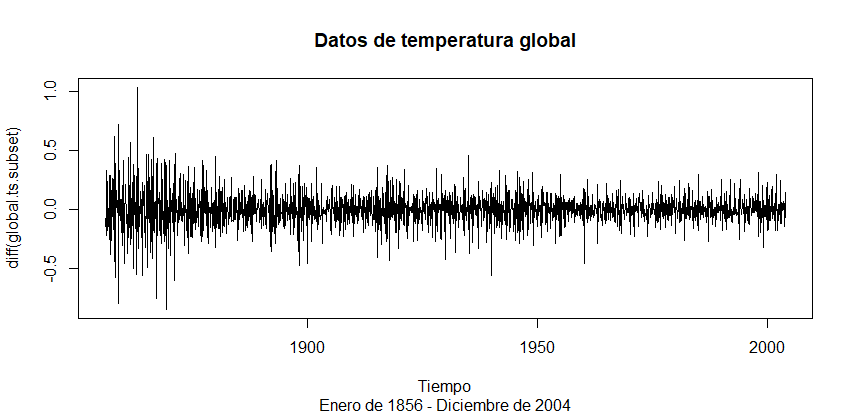 Datos de temperatura global
diff(global.ts.subset)
1.0
0.5
0.0
−0.5
1900
1950
2000
Tiempo
Enero de 1856 - Diciembre de 2004